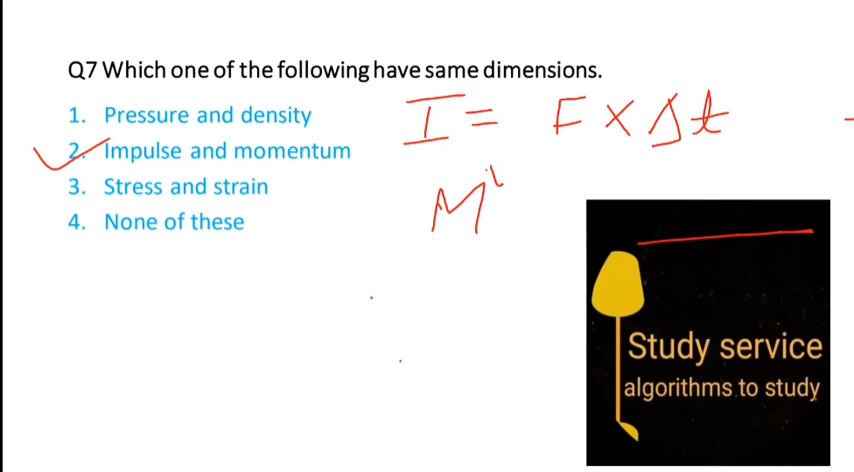 Q7 Which one of the following have same dimensions.
1. Pressure and density
2. Impulse and momentum
3. Stress and strain
4. None of these
I = F × Δt
M¹
Study service
algorithms to study